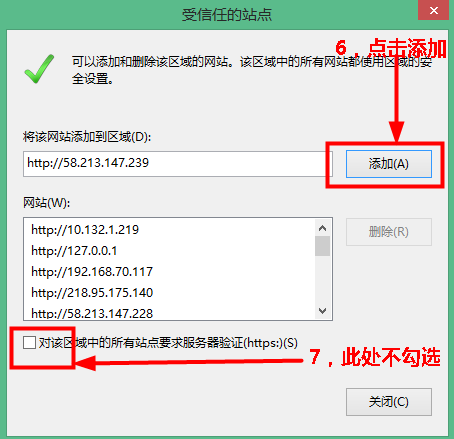 受信任的站点
6，点击添加
可以添加和删除该区域的网站。该区域中的所有网站都使用区域的安
全设置。
将该网站添加到区域(D):
http://58.213.147.239
添加(A)
网站(W):
http://10.132.1.219
http://127.0.0.1
http://192.168.70.117
http://218.95.175.140
http://58.213.147.228
删除(R)
对该区域中的所有站点要求服务器验证(https:)(S)
7，此处不勾选
关闭(C)